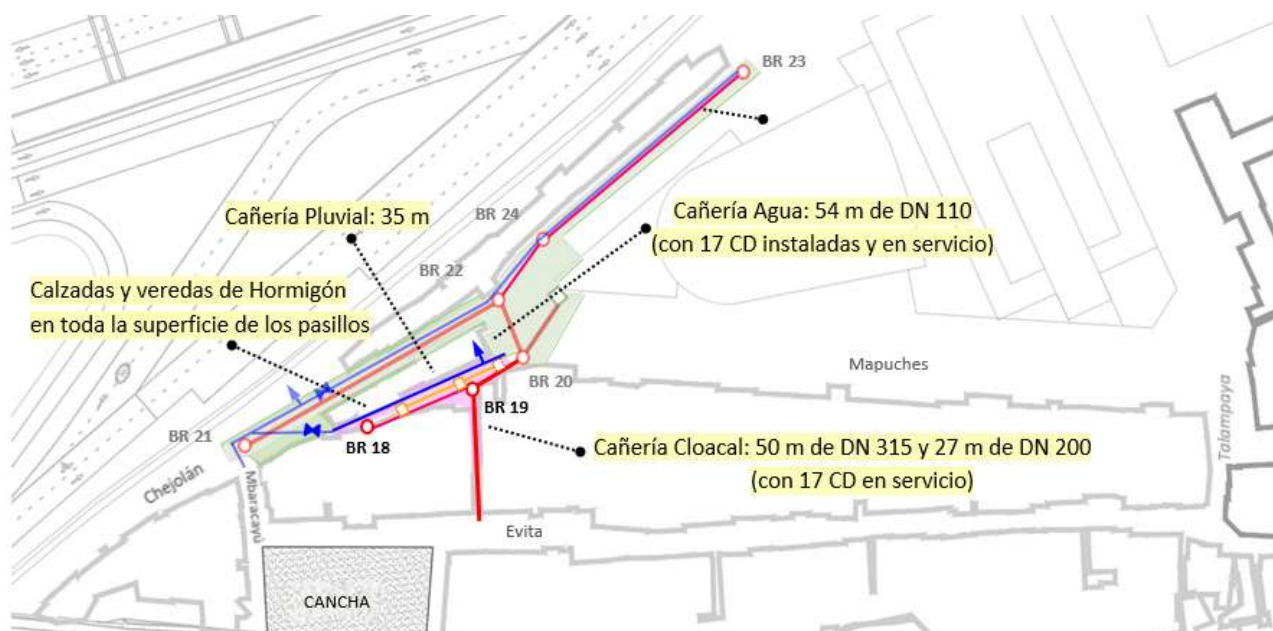 BR 23
Cañería Pluvial: 35 m
BR 24
Cañería Agua: 54 m de DN 110
(con 17 CD instaladas y en servicio)
BR 22
Calzadas y veredas de Hormigón
en toda la superficie de los pasillos
Mapuches
BR 20
BR 19
BR 21
BR 18
Talampaya
Cañería Cloacal: 50 m de DN 315 y 27 m de DN 200
(con 17 CD en servicio)
Chejolán
Mbaracayú
Evita
CANCHA